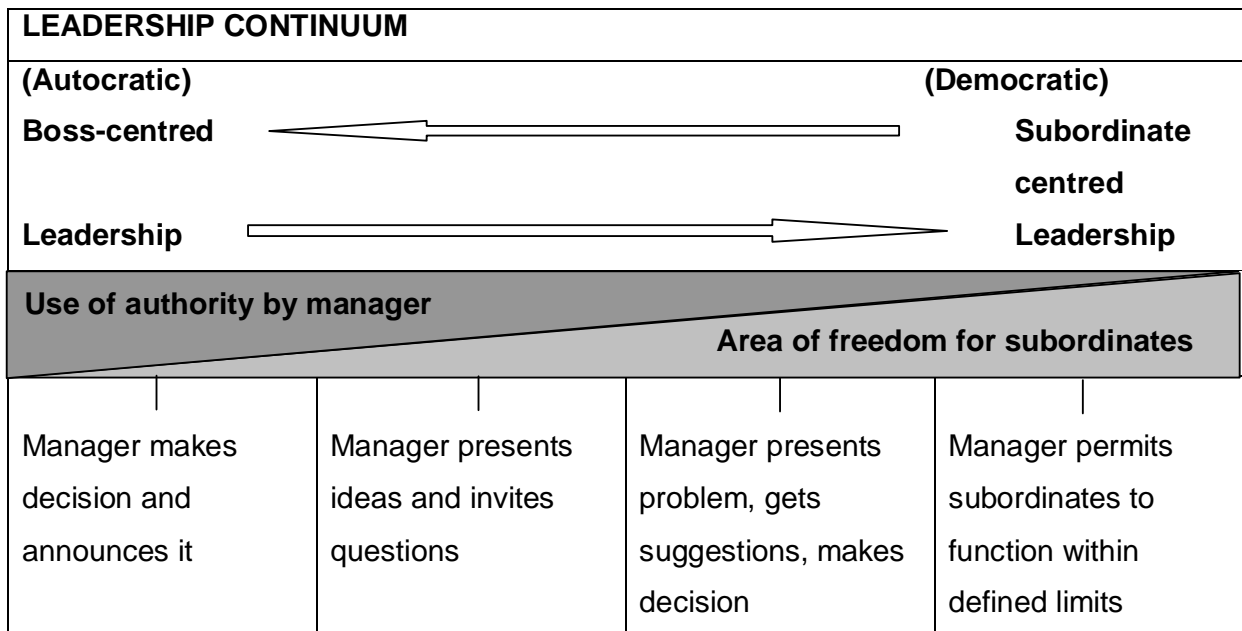 LEADERSHIP CONTINUUM
(Autocratic) (Democratic)
Boss-centred Subordinate
centred
Leadership Leadership
Use of authority by manager
Area of freedom for subordinates
Manager makes
decision and
announces it
Manager presents
ideas and invites
questions
Manager presents
problem, gets
suggestions, makes
decision
Manager permits
subordinates to
function within
defined limits